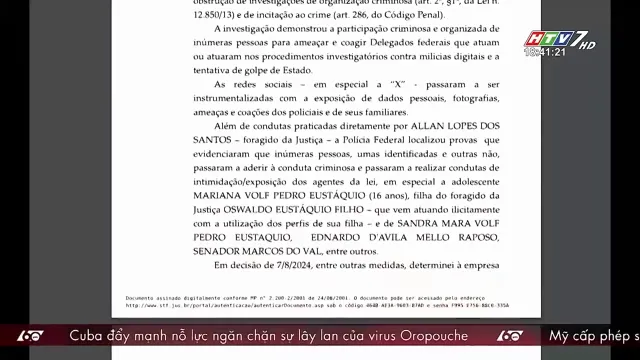 obstrução de investigações de organização criminosa (art. 2º, §1º, da Lei n.
12.850/13) e de incitação ao crime (art. 286, do Código Penal).
A investigação demonstrou a participação criminosa e organizada de
inúmeras pessoas para ameaçar e coagir Delegados federais que atuam
ou atuaram nos procedimentos investigatórios contra milícias digitais e a
tentativa de golpe de Estado.
As redes sociais – em especial a "X" - passaram a ser
instrumentalizadas com a exposição de dados pessoais, fotografias,
ameaças e coações dos policiais e de seus familiares.
Além de condutas praticadas diretamente por ALLAN LOPES DOS
SANTOS – foragido da Justiça – a Polícia Federal localizou provas que
evidenciaram que inúmeras pessoas, umas identificadas e outras não,
passaram a aderir à conduta criminosa e passaram a realizar condutas de
intimidação/exposição dos agentes da lei, em especial a adolescente
MARIANA VOLF PEDRO EUSTÁQUIO (16 anos), filha do foragido da
Justiça OSWALDO EUSTÁQUIO FILHO – que vem atuando ilicitamente
com a utilização dos perfis de sua filha – e de SANDRA MARA VOLF
PEDRO EUSTAQUIO, EDNARDO D'AVILA MELLO RAPOSO,
SENADOR MARCOS DO VAL, entre outros.
Em decisão de 7/8/2024, entre outras medidas, determinei à empresa
Documento assinado digitalmente conforme MP n° 2.200-2/2001 de 24/08/2001. O documento pode ser acessado pelo endereço
http://www.stf.jus.br/portal/autenticacao/autenticarDocumento.asp sob o código
HTV7 HD
18:41:21
60 Cuba đẩy mạnh nỗ lực ngăn chặn sự lây lan của virus Oropouche 60 Mỹ cấp phép s